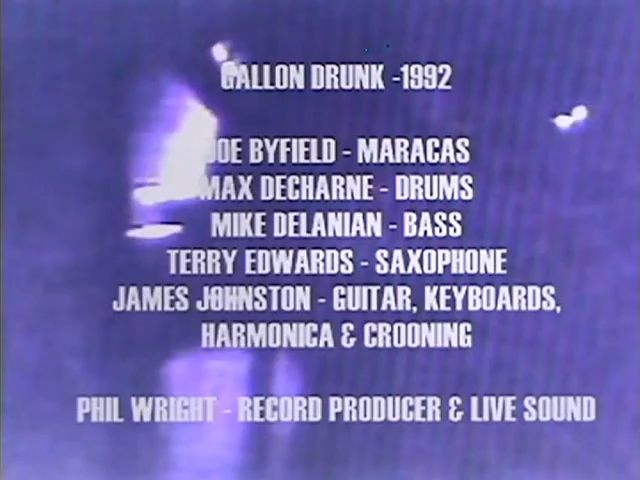 GALLON DRUNK -1992
JOE BYFIELD - MARACAS
MAX DECHARNE - DRUMS
MIKE DELANIAN - BASS
TERRY EDWARDS - SAXOPHONE
JAMES JOHNSTON - GUITAR, KEYBOARDS,
HARMONICA & CROONING
PHIL WRIGHT - RECORD PRODUCER & LIVE SOUND